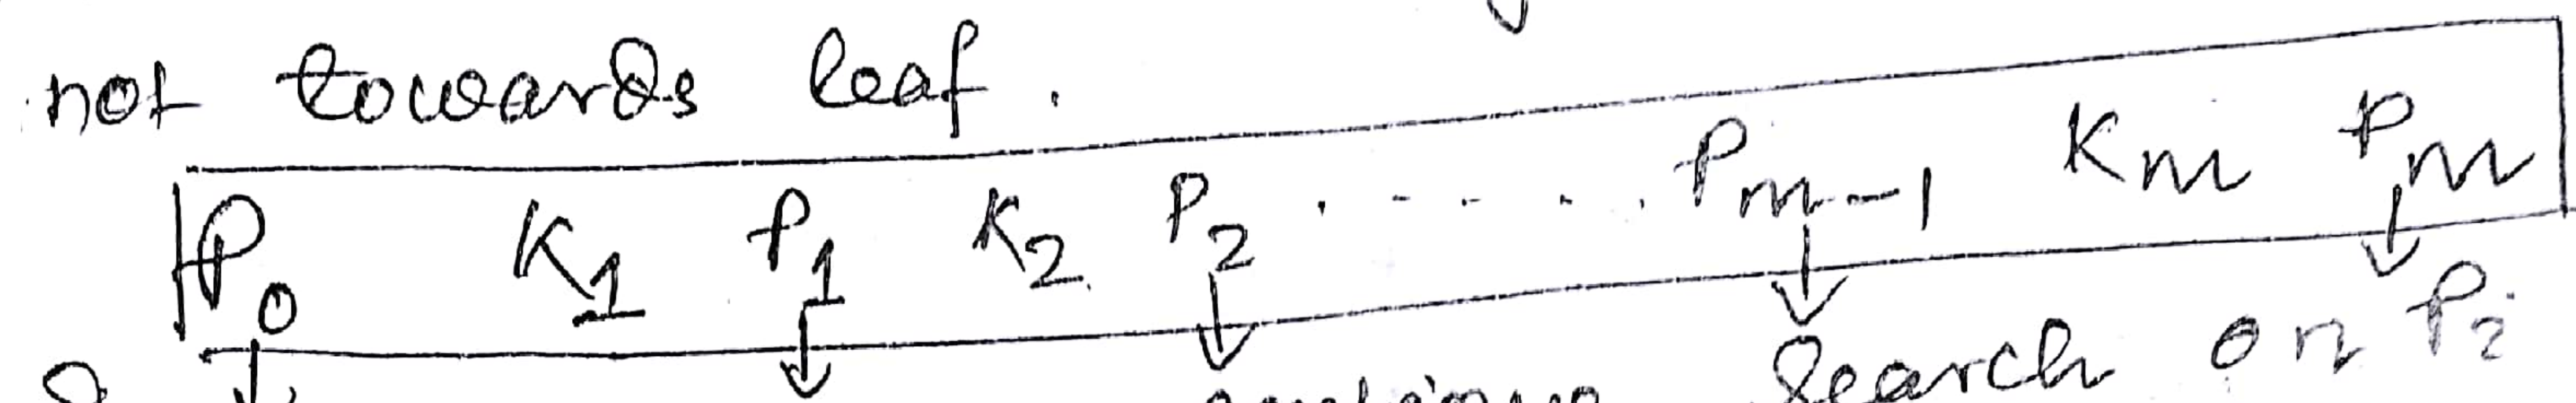 not towards leaf.
P0 K1 P1 K2 P2 ...... Pm-1 Km Pm
Search on Pi